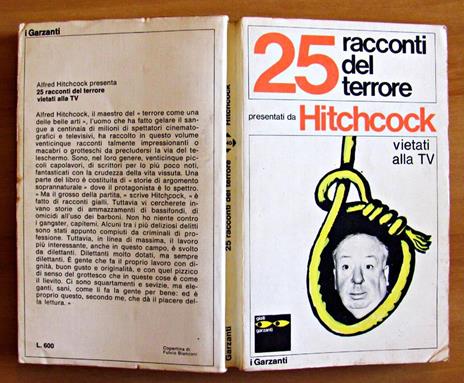 i Garzanti
Alfred Hitchcock presenta
25 racconti del terrore
vietati alla TV
Alfred Hitchcock, il maestro del « terrore come una
delle belle arti », l'uomo che ha fatto gelare il san-
gue a centinaia di milioni di spettatori cinemato-
grafici e televisivi, ha raccolto in questo volume
venticinque racconti talmente impressionanti o
macabri o grotteschi da precludersi la via del te-
leschermo. Sono, nel loro genere, venticinque pic-
coli capolavori, di scrittori per lo più poco noti,
fantasticati con la crudezza della vita vissuta. Una
parte del libro è costituita di « storie di argomento
soprannaturale » dove il protagonista è lo spettro.
« Ma il grosso della partita, » scrive Hitchcock, « è
fatto di racconti gialli. Tuttavia vi cerchereste in-
vano storie di ammazzamenti di bassifondi, di
omicidi all'uso dei barboni. Non ho niente contro
i gangster, capitemi. Alcuni tra i più deliziosi delitti
sono stati appunto compiuti da criminali di pro-
fessione. Tuttavia, in linea di massima, il lavoro
più interessante, anche in questo campo, è svolto
da dilettanti. Dilettanti molto dotati, ma sempre
dilettanti. È gente che fa il proprio lavoro con di-
gnità, buon gusto e originalità, e con quel pizzico
di senso del grottesco che in queste cose è come
il lievito. Ci sono squartamenti e sevizie, ma ele-
ganti, sani, come li fa la gente per bene: ed è
proprio questo, secondo me, che dà il piacere del-
la lettura. »
L. 600
Copertina di
Fulvio Bianconi
Garzanti
25 racconti del terrore
Hitchcock
25 racconti
del
terrore
presentati da Hitchcock
vietati
alla TV
gialli
garzanti
i Garzanti